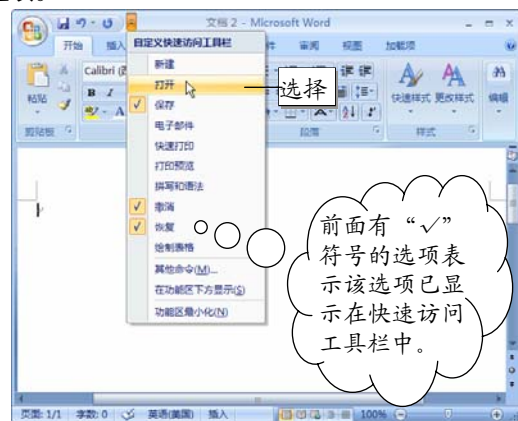 文档 2 - Microsoft Word
开始
插入
件
审阅
视图
加载项
自定义快速访问工具栏
新建
打开
保存
电子邮件
快速打印
打印预览
拼写和语法
撤消
恢复
绘制表格
其他命令(M)...
在功能区下方显示(S)
功能区最小化(N)
选择
Calibri
B I
粘贴
剪贴板
段落
快速样式
更改样式
样式
编辑
前面有“√”
符号的选项表
示该选项已显
示在快速访问
工具栏中。
页面: 1/1 字数: 0 英语(美国) 插入 100%